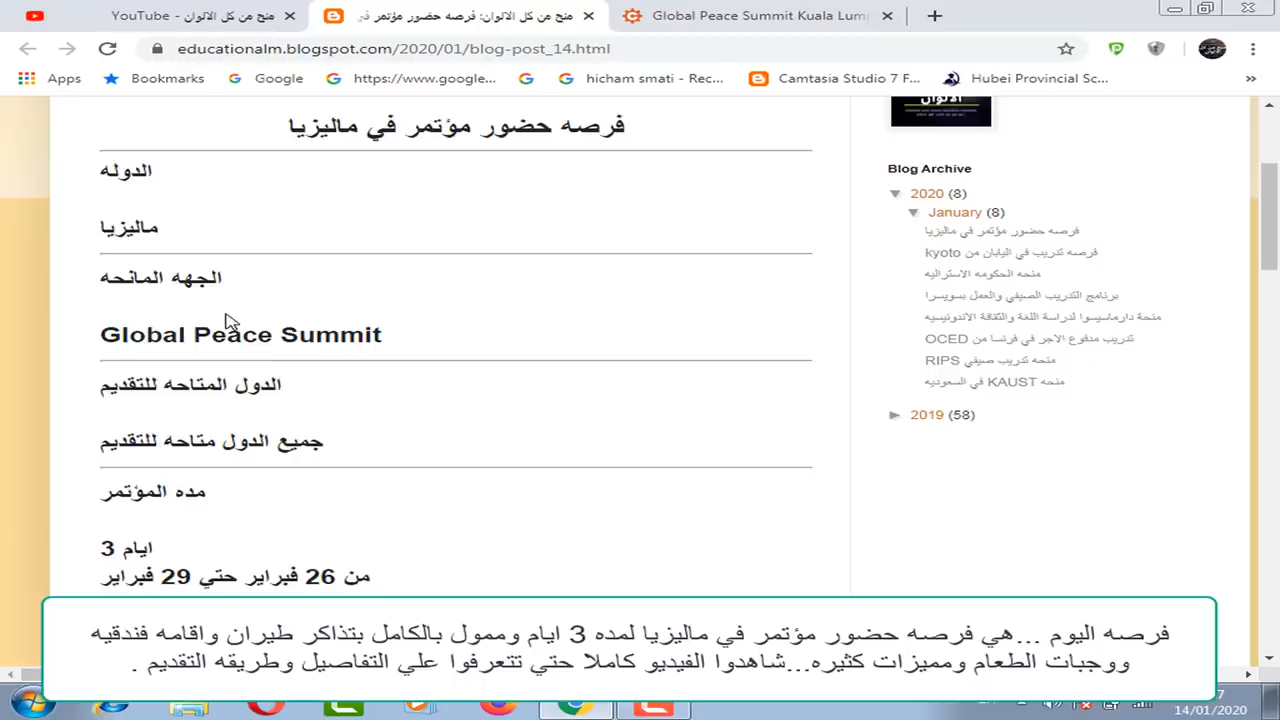 YouTube - منح من كل الالوان
منح من كل الالوان: فرصه حضور مؤتمر في
Global Peace Summit Kuala Lum
educationalm.blogspot.com/2020/01/blog-post_14.html
Apps Bookmarks Google https://www.google... hicham smati - Rec... Camtasia Studio 7 F... Hubei Provincial Sc... »
الالوان
فرصه حضور مؤتمر في ماليزيا
الدوله
ماليزيا
الجهه المانحه
Global Peace Summit
الدول المتاحه للتقديم
جميع الدول متاحه للتقديم
مده المؤتمر
3 ايام
من 26 فبراير حتي 29 فبراير
Blog Archive
▼ 2020 (8)
▼ January (8)
فرصه حضور مؤتمر في ماليزيا
فرصه تدريب في اليابان من kyoto
منحه الحكومه الاستراليه
برنامج التدريب الصيفي والعمل بسويسرا
منحة دارماسيسوا لدراسة اللغة والثقافة الاندونيسيه
تدريب مدفوع الاجر في فرنسا من OCED
منحه تدريب صيفي RIPS
منحه KAUST في السعوديه
► 2019 (58)
فرصه اليوم ...هي فرصه حضور مؤتمر في ماليزيا لمده 3 ايام وممول بالكامل بتذاكر طيران واقامه فندقيه
ووجبات الطعام ومميزات كثيره...شاهدوا الفيديو كاملا حتي تتعرفوا علي التفاصيل وطريقه التقديم .
14/01/2020